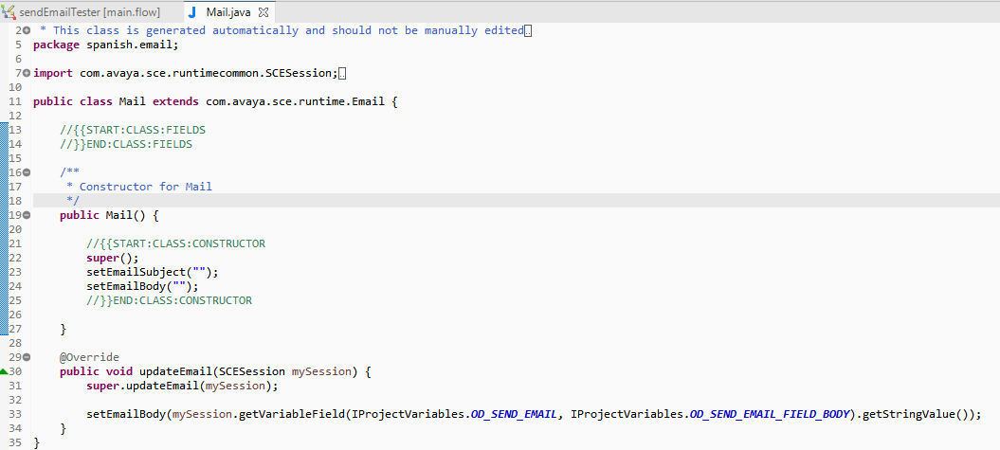 sendEmailTester [main.flow] Mail.java
2 * This class is generated automatically and should not be manually edited..
5 package spanish.email;
6
7 import com.avaya.sce.runtimecommon.SCESession;..
10
11 public class Mail extends com.avaya.sce.runtime.Email {
12
13 //{{START:CLASS:FIELDS
14 //}}END:CLASS:FIELDS
15
16 /**
17 * Constructor for Mail
18 */
19 public Mail() {
20
21 //{{START:CLASS:CONSTRUCTOR
22 super();
23 setEmailSubject("");
24 setEmailBody("");
25 //}}END:CLASS:CONSTRUCTOR
26
27 }
28
29 @Override
30 public void updateEmail(SCESession mySession) {
31 super.updateEmail(mySession);
32
33 setEmailBody(mySession.getVariableField(IProjectVariables.OD_SEND_EMAIL, IProjectVariables.OD_SEND_EMAIL_FIELD_BODY).getStringValue());
34 }
35 }